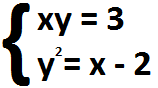 xy = 3
y² = x - 2